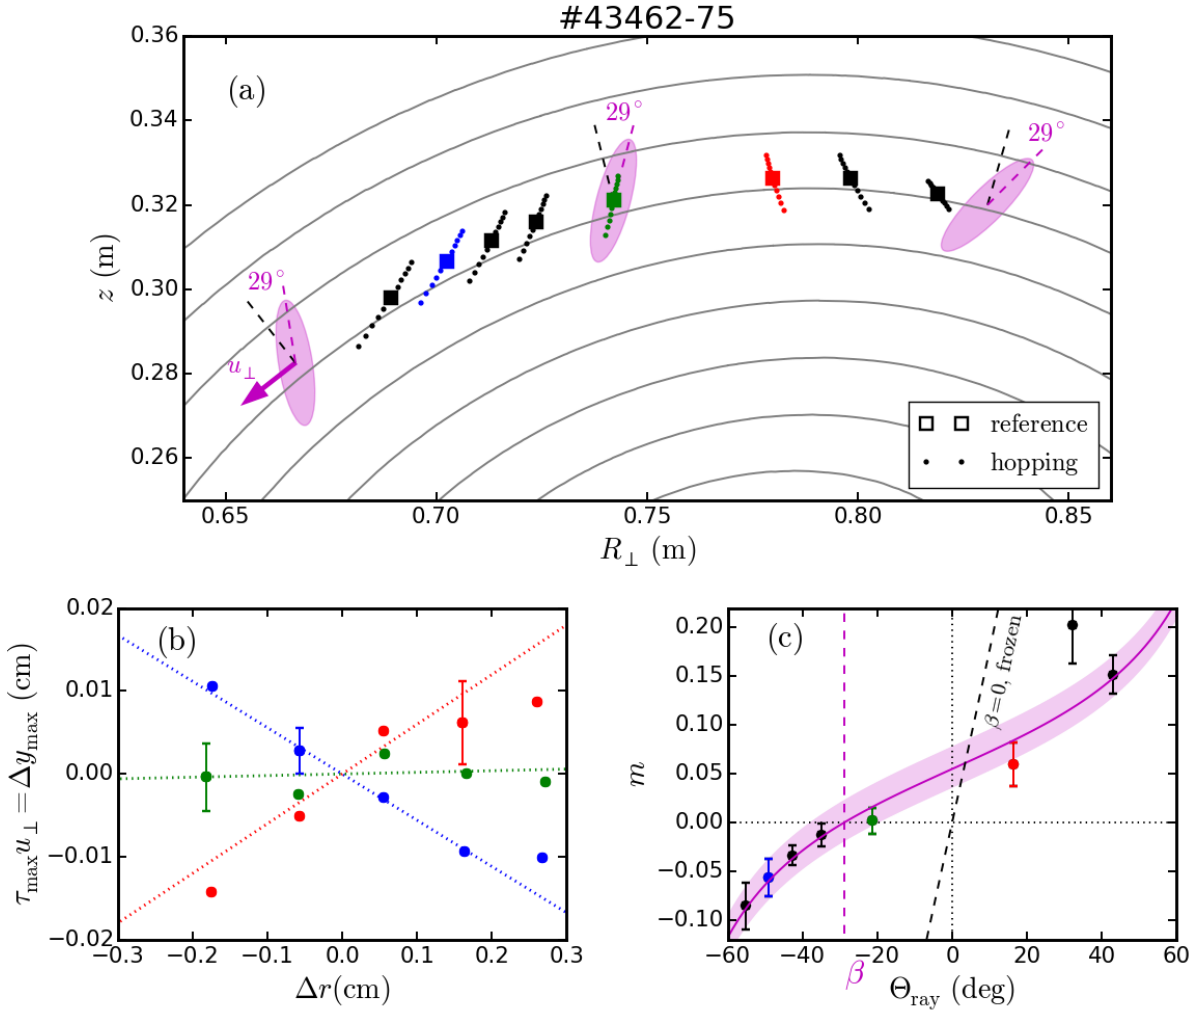 #43462-75
0.36
0.34
0.32
0.30
0.28
0.26
z (m)
(a)
29°
29°
29°
u⊥
reference
hopping
0.65 0.70 0.75 0.80 0.85
R⊥ (m)
(b)
0.02
0.01
0.00
−0.01
−0.02
τmax u⊥ = Δymax (cm)
−0.3 −0.2 −0.1 0.0 0.1 0.2 0.3
Δr(cm)
(c)
0.20
0.15
0.10
0.05
0.00
−0.05
−0.10
m
β=0, frozen
−60 −40 −20 0 20 40 60
β
Θray (deg)